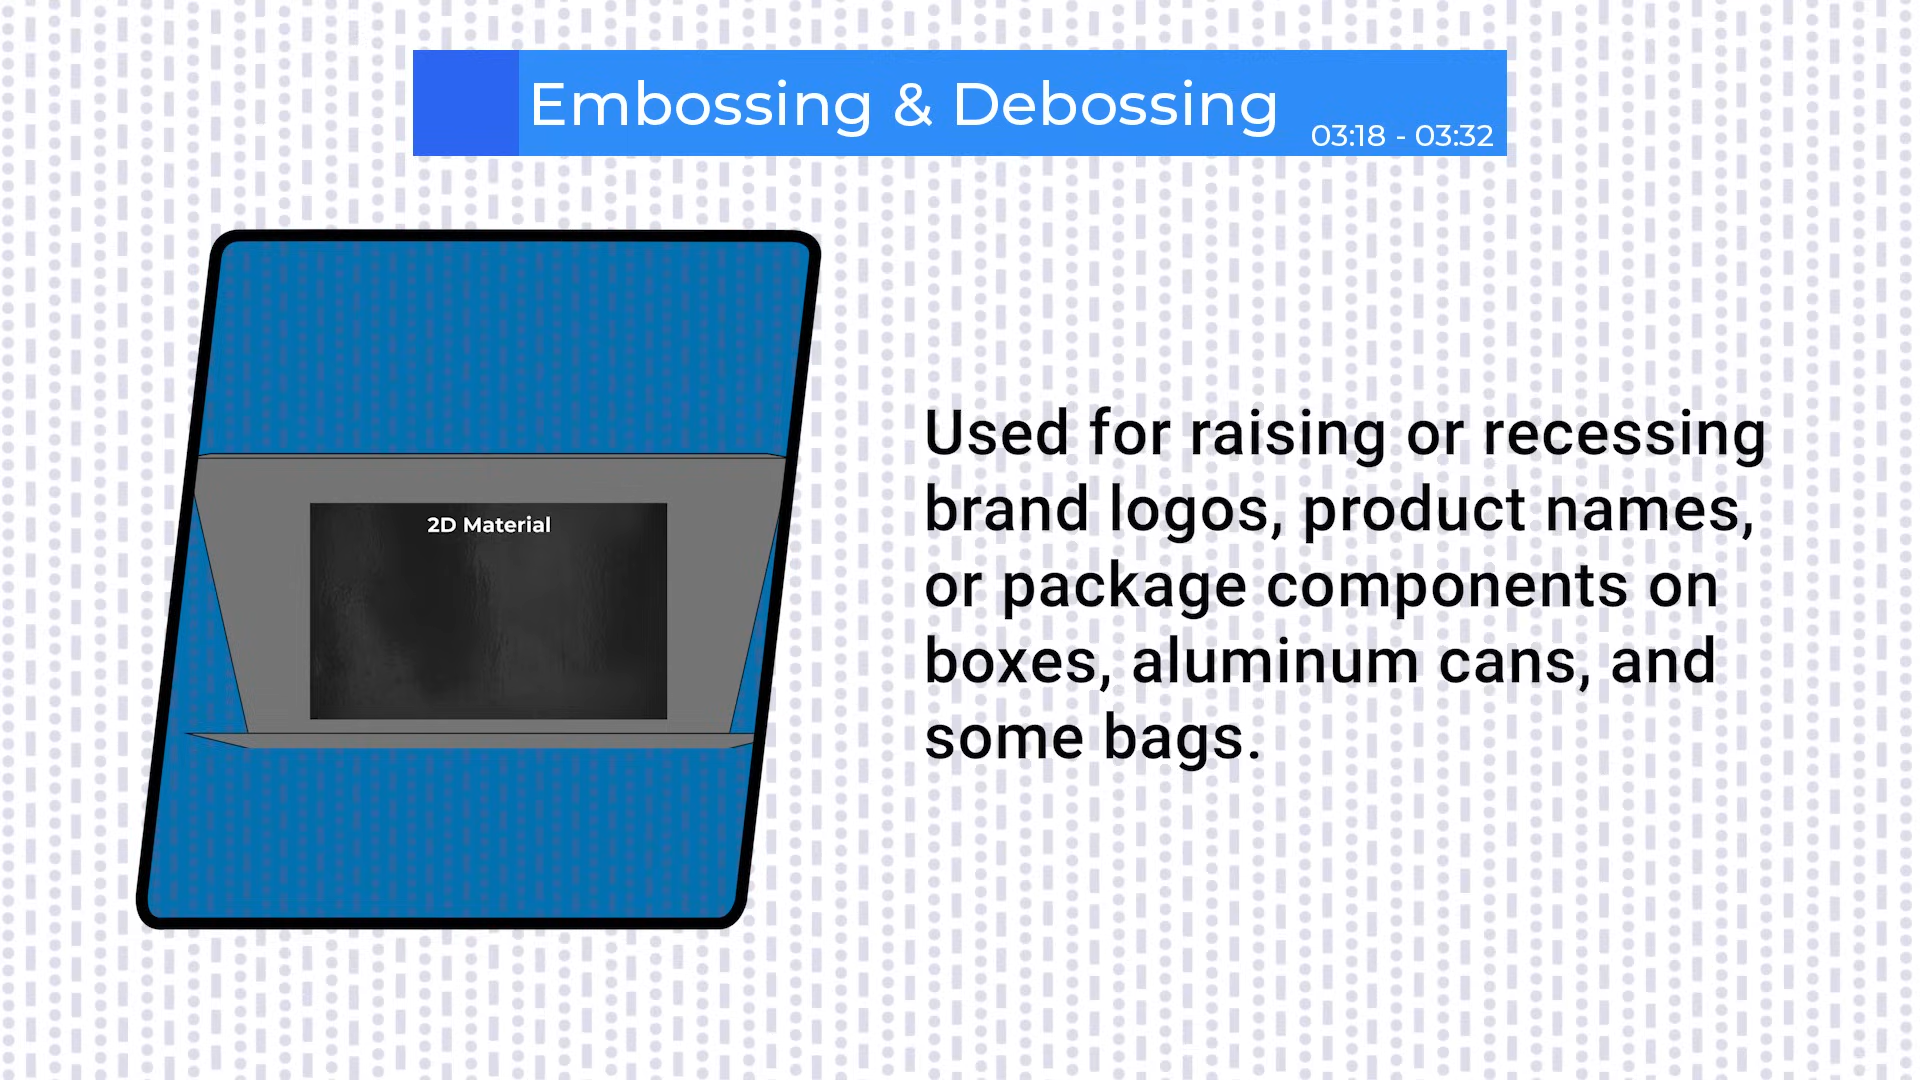 Embossing & Debossing
03:18 - 03:32
2D Material
Used for raising or recessing
brand logos, product names,
or package components on
boxes, aluminum cans, and
some bags.